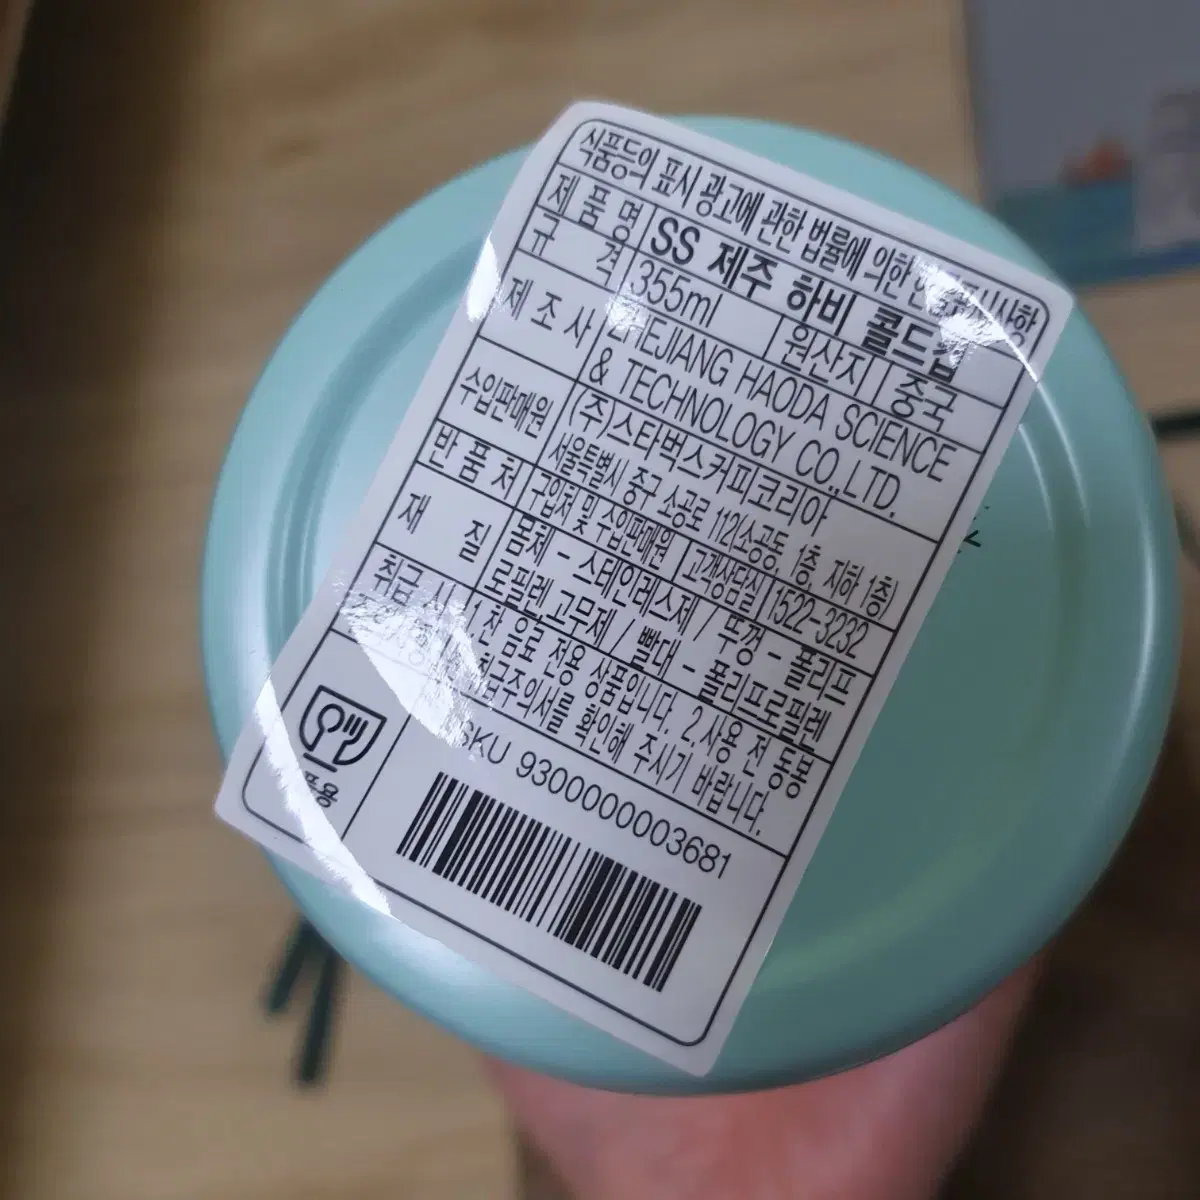 식품등의 표시 광고에 관한 법률에 의한 한글표시사항
제 품 명 SS 제주 하비 콜드컵
규 격 355ml 원산지 중국
제 조 사 ZHEJIANG HAODA SCIENCE
& TECHNOLOGY CO.,LTD.
수입판매원 (주)스타벅스커피코리아
서울특별시 중구 소공로 112(소공동, 1층, 지하 1층)
반 품 처 구입처 및 수입판매원 고객상담실 1522-3232
재 질 몸체 - 스테인레스제 / 뚜껑 - 폴리프
로필렌, 고무제 / 빨대 - 폴리프로필렌
취급 시 1.찬 음료 전용 상품입니다. 2.사용 전 동봉
취급주의서를 확인해 주시기 바랍니다.
SKU 9300000003681